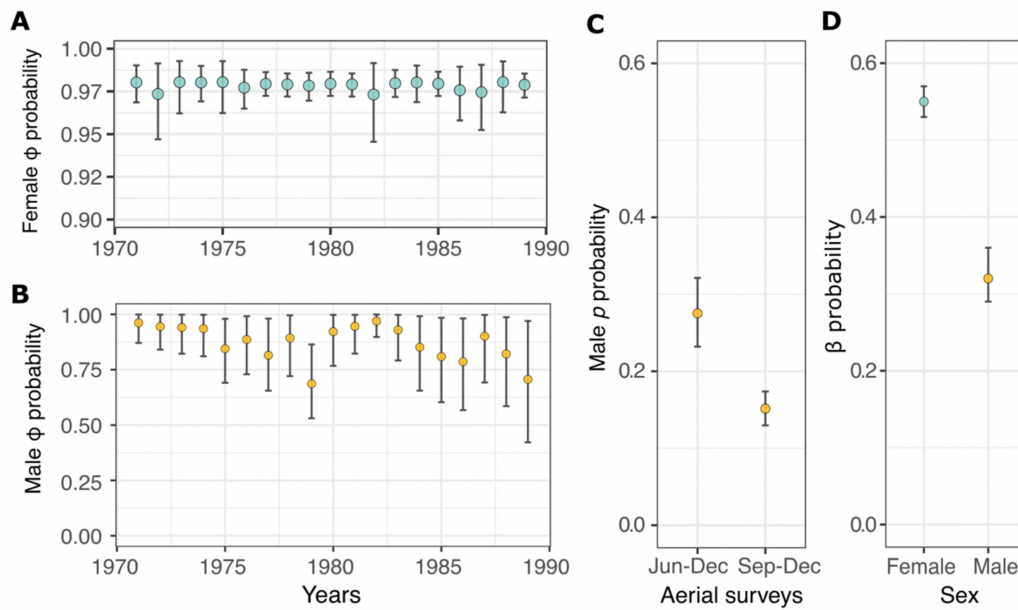 A
Female ϕ probability
1.00
0.97
0.95
0.92
0.90
1970 1975 1980 1985 1990
B
Male ϕ probability
1.00
0.75
0.50
0.25
0.00
1970 1975 1980 1985 1990
Years
C
Male p probability
0.6
0.4
0.2
0.0
Jun-Dec Sep-Dec
Aerial surveys
D
β probability
0.6
0.4
0.2
0.0
Female Male
Sex